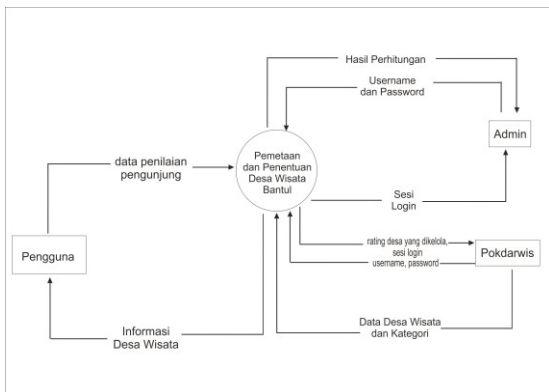 Hasil Perhitungan
Username
dan Password
Admin
data penilaian
pengunjung
Pemetaan
dan Penentuan
Desa Wisata
Bantul
Sesi
Login
rating desa yang dikelola,
sesi login
username, password
Pokdarwis
Pengguna
Informasi
Desa Wisata
Data Desa Wisata
dan Kategori